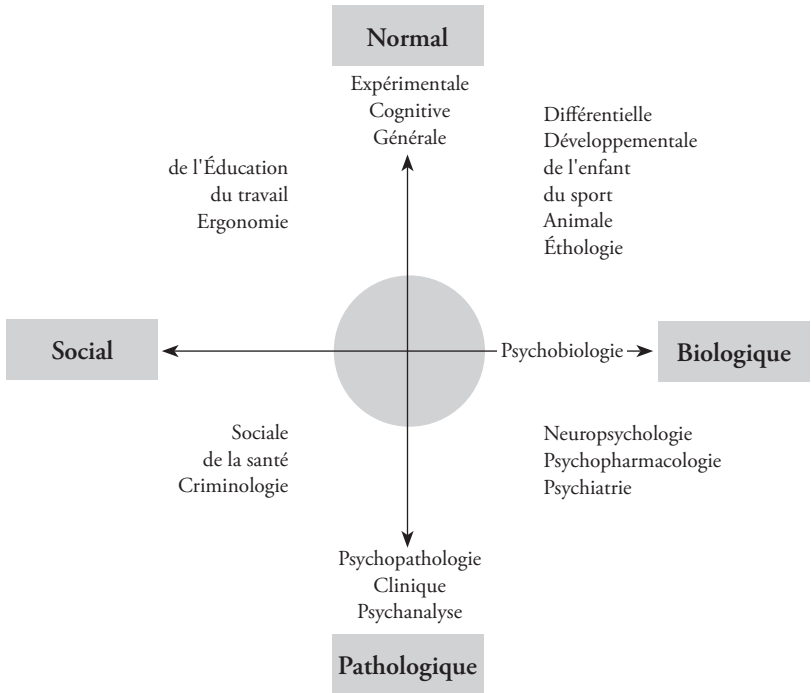 Normal
Expérimentale
Cognitive
Générale
de l'Éducation
du travail
Ergonomie
Différentielle
Développementale
de l'enfant
du sport
Animale
Éthologie
Social
Psychobiologie
Biologique
Sociale
de la santé
Criminologie
Neuropsychologie
Psychopharmacologie
Psychiatrie
Psychopathologie
Clinique
Psychanalyse
Pathologique